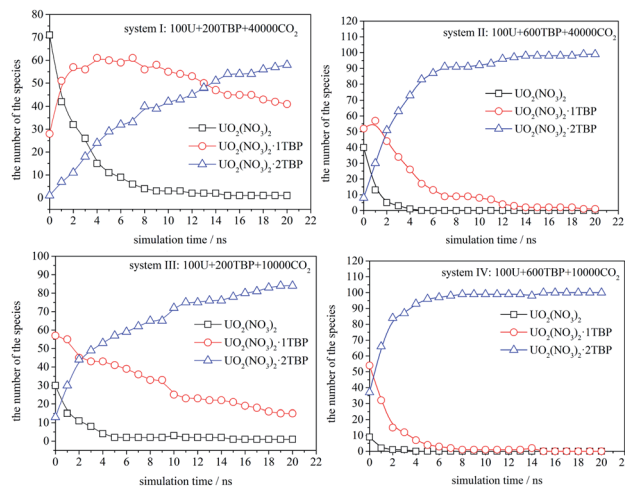 system I: 100U+200TBP+40000CO2
80
70
60
50
40
30
20
10
0
the number of the species
UO2(NO3)2
UO2(NO3)2·1TBP
UO2(NO3)2·2TBP
0 2 4 6 8 10 12 14 16 18 20 22
simulation time / ns
system II: 100U+600TBP+40000CO2
120
110
100
90
80
70
60
50
40
30
20
10
0
the number of the species
UO2(NO3)2
UO2(NO3)2·1TBP
UO2(NO3)2·2TBP
0 2 4 6 8 10 12 14 16 18 20 22
simulation time / ns
system III: 100U+200TBP+10000CO2
100
90
80
70
60
50
40
30
20
10
0
the number of the species
UO2(NO3)2
UO2(NO3)2·1TBP
UO2(NO3)2·2TBP
0 2 4 6 8 10 12 14 16 18 20 22
simulation time / ns
system IV: 100U+600TBP+10000CO2
120
110
100
90
80
70
60
50
40
30
20
10
0
the number of the species
UO2(NO3)2
UO2(NO3)2·1TBP
UO2(NO3)2·2TBP
0 2 4 6 8 10 12 14 16 18 20 22
simulation time / ns